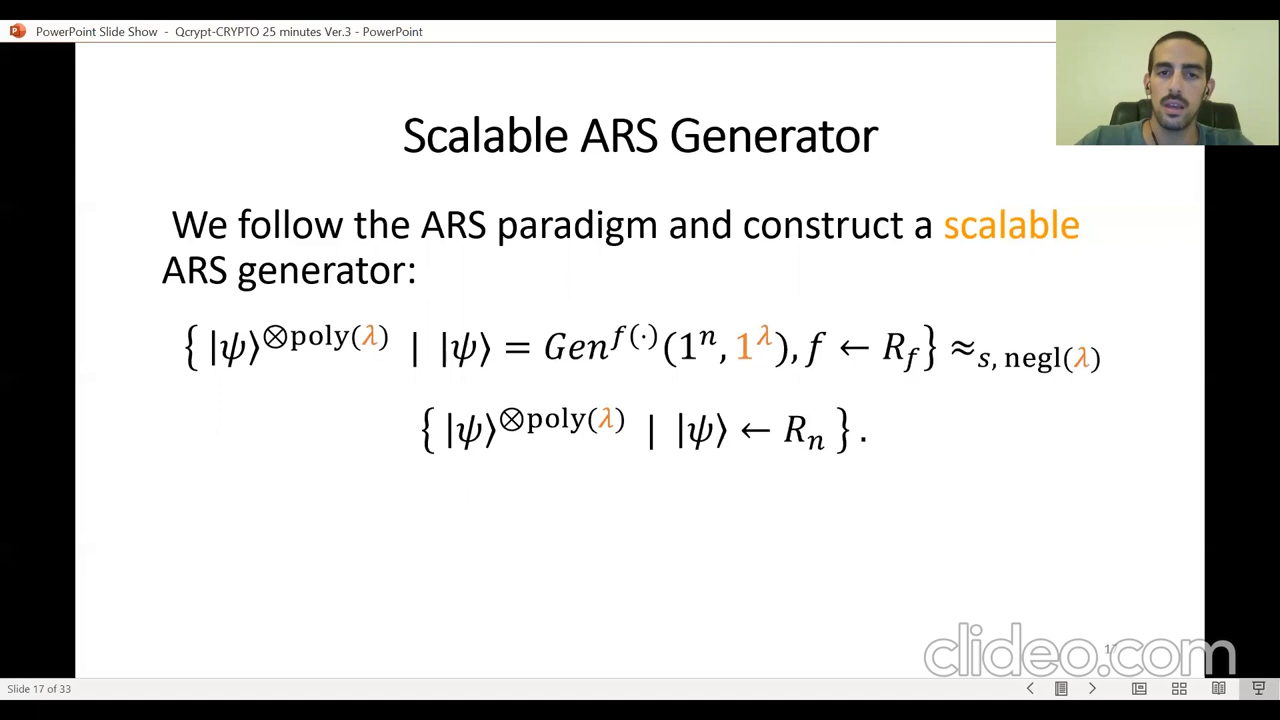 PowerPoint Slide Show - Qcrypt-CRYPTO 25 minutes Ver.3 - PowerPoint
Scalable ARS Generator
We follow the ARS paradigm and construct a scalable
ARS generator:
{ |ψ⟩^{⊗poly(λ)} | |ψ⟩ = Gen^{f(·)}(1^n, 1^λ), f ← R_f } ≈_{s, negl(λ)}
{ |ψ⟩^{⊗poly(λ)} | |ψ⟩ ← R_n } .
clideo.com
17
Slide 17 of 33